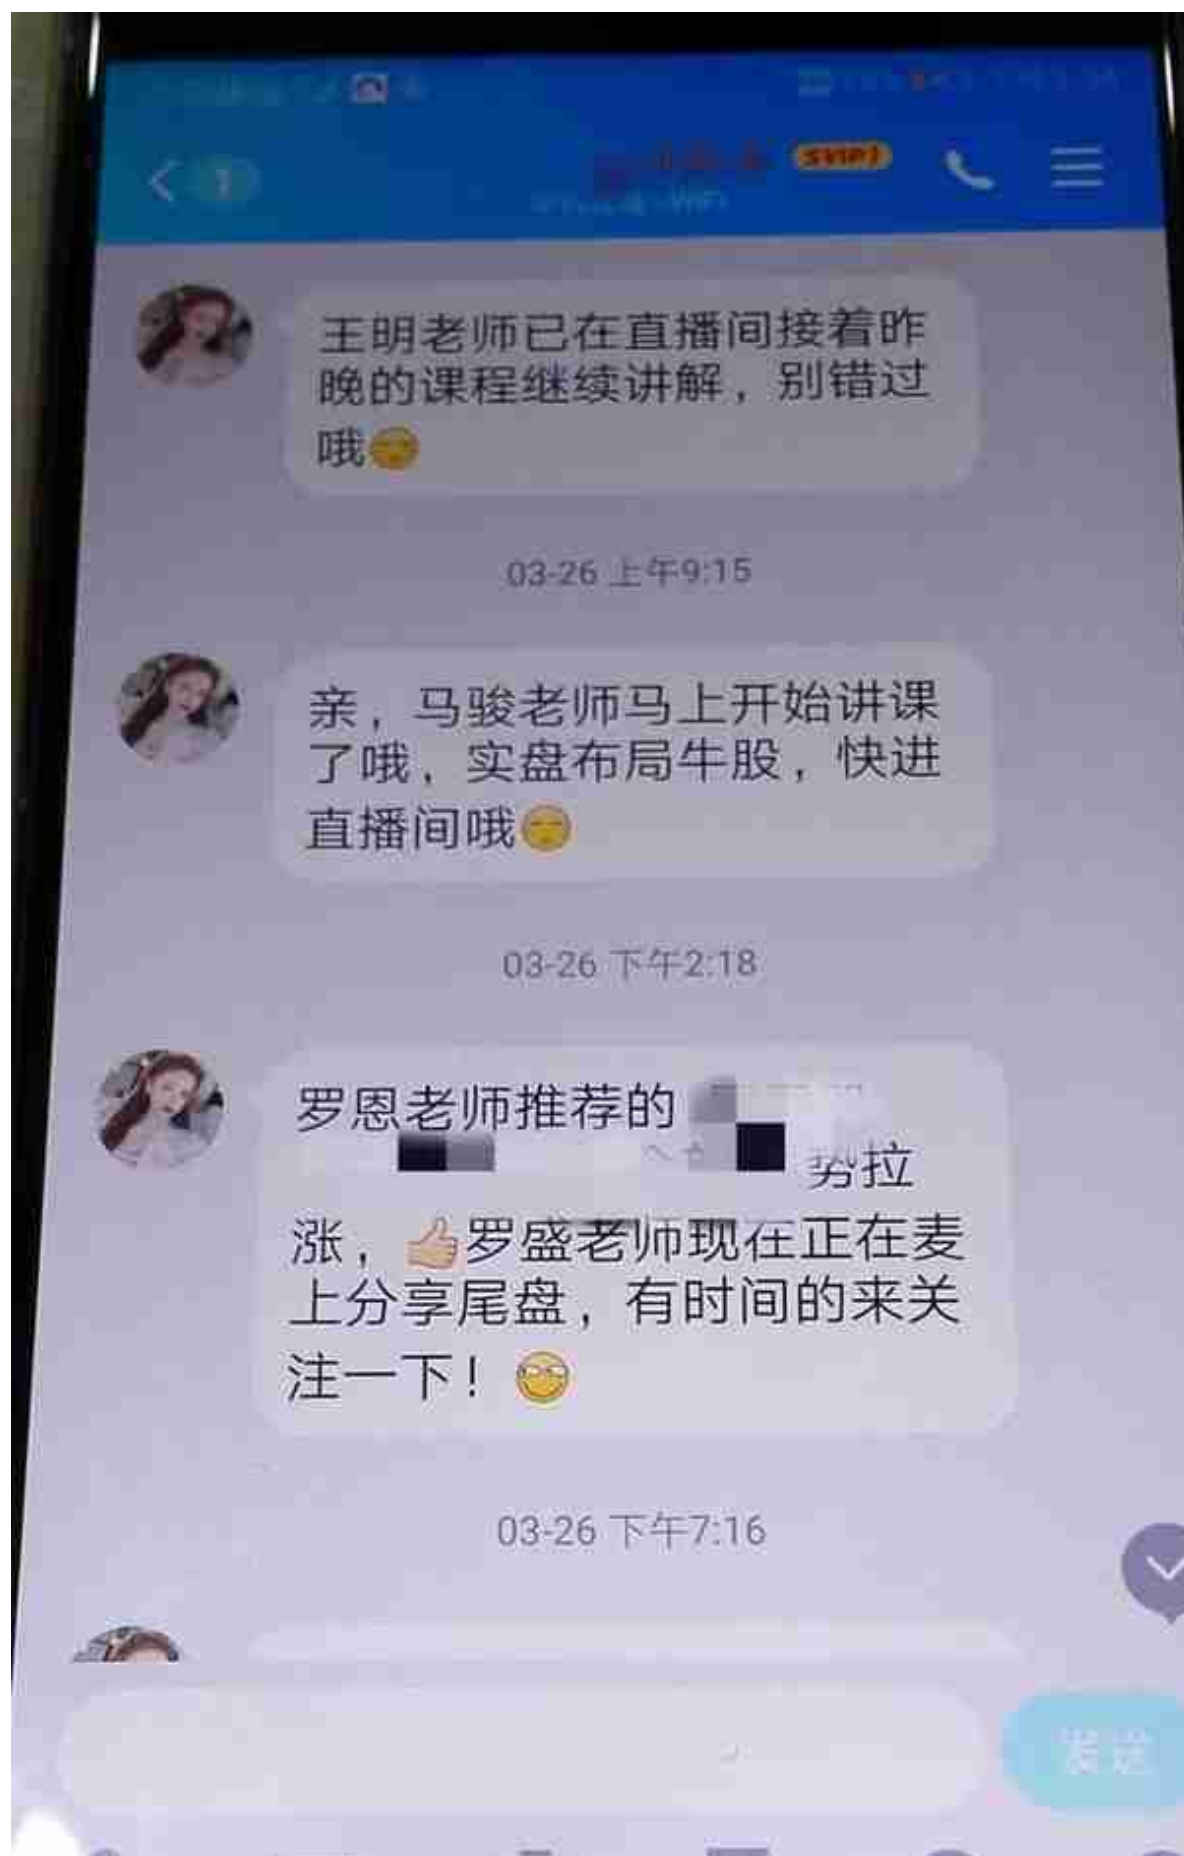 1
SVIP1
王明老师已在直播间接着昨
晚的课程继续讲解，别错过
哦
03-26 上午9:15
亲，马骏老师马上开始讲课
了哦，实盘布局牛股，快进
直播间哦
03-26 下午2:18
罗恩老师推荐的
势拉
涨，👍罗盛老师现在正在麦
上分享尾盘，有时间的来关
注一下！
03-26 下午7:16
发送